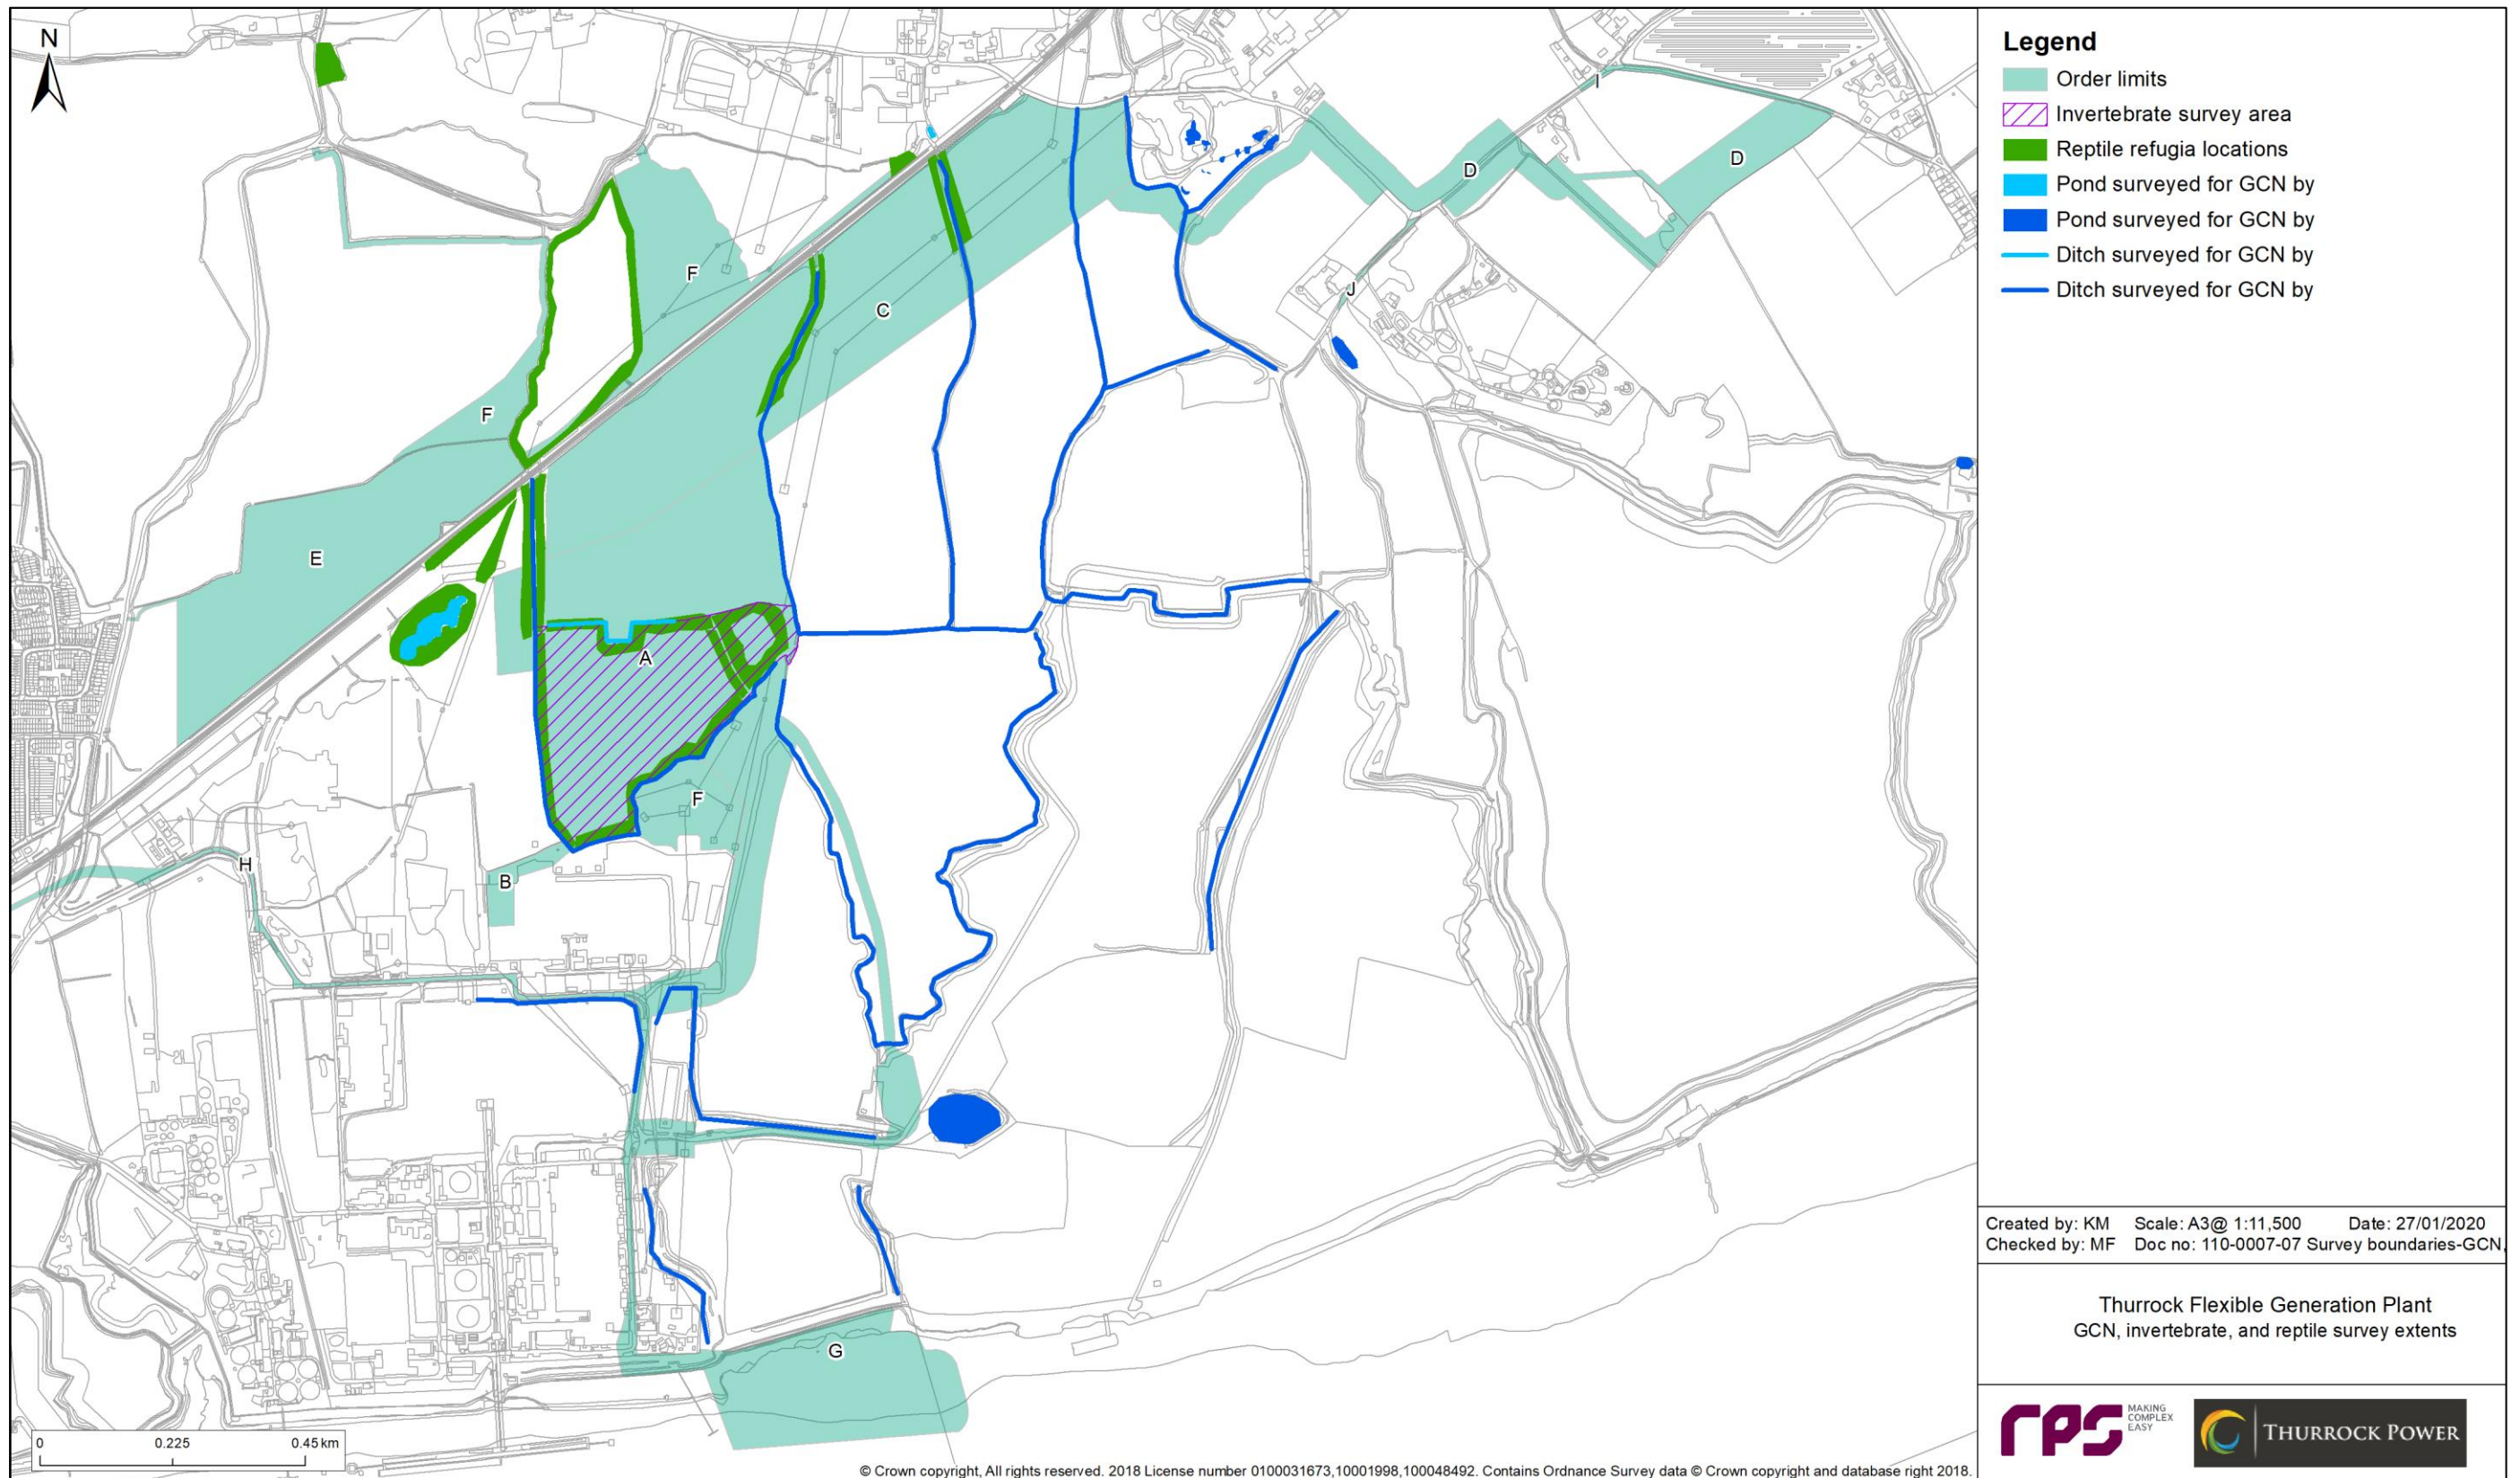 N
I
D
D
F
C
J
F
E
A
F
H
B
G
0 0.225 0.45 km
© Crown copyright, All rights reserved. 2018 License number 0100031673,10001998,100048492. Contains Ordnance Survey data © Crown copyright and database right 2018.
Legend
Order limits
Invertebrate survey area
Reptile refugia locations
Pond surveyed for GCN by
Pond surveyed for GCN by
Ditch surveyed for GCN by
Ditch surveyed for GCN by
Created by: KM Scale: A3@ 1:11,500 Date: 27/01/2020
Checked by: MF Doc no: 110-0007-07 Survey boundaries-GCN,
Thurrock Flexible Generation Plant
GCN, invertebrate, and reptile survey extents
rps MAKING
COMPLEX
EASY
THURROCK POWER